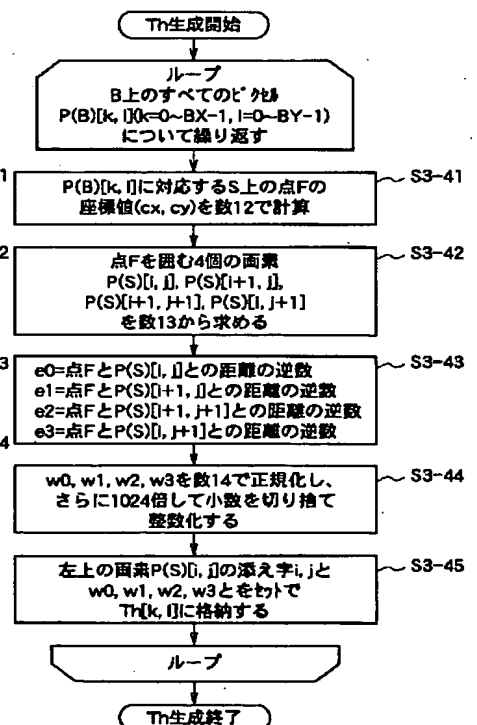 Th生成開始
ループ
B上のすべてのピクセル
P(B)[k, l](k=0~BX-1, l=0~BY-1)
について繰り返す
1
S3-41
P(B)[k, l]に対応するS上の点Fの
座標値(cx, cy)を数12で計算
2
S3-42
点Fを囲む4個の画素
P(S)[i, j], P(S)[i+1, j],
P(S)[i+1, j+1], P(S)[i, j+1]
を数13から求める
3
S3-43
e0=点FとP(S)[i, j]との距離の逆数
e1=点FとP(S)[i+1, j]との距離の逆数
e2=点FとP(S)[i+1, j+1]との距離の逆数
e3=点FとP(S)[i, j+1]との距離の逆数
4
S3-44
w0, w1, w2, w3を数14で正規化し、
さらに1024倍して小数を切り捨て
整数化する
S3-45
左上の画素P(S)[i, j]の添え字i, jと
w0, w1, w2, w3とをセットで
Th[k, l]に格納する
ループ
Th生成終了